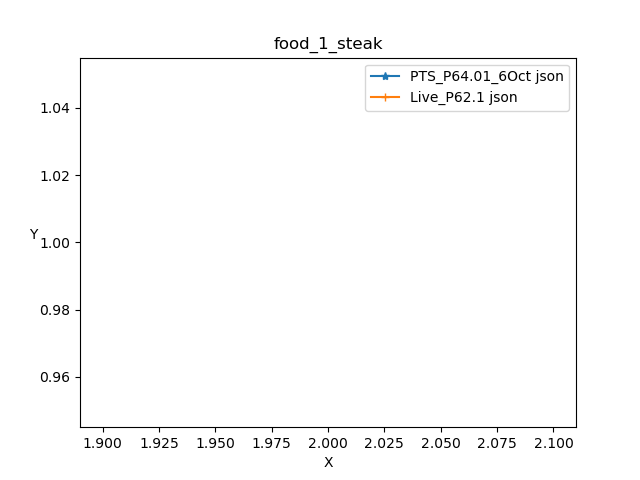 food_1_steak
PTS_P64.01_6Oct json
Live_P62.1 json
1.04
1.02
Y
1.00
0.98
0.96
1.900 1.925 1.950 1.975 2.000 2.025 2.050 2.075 2.100
X